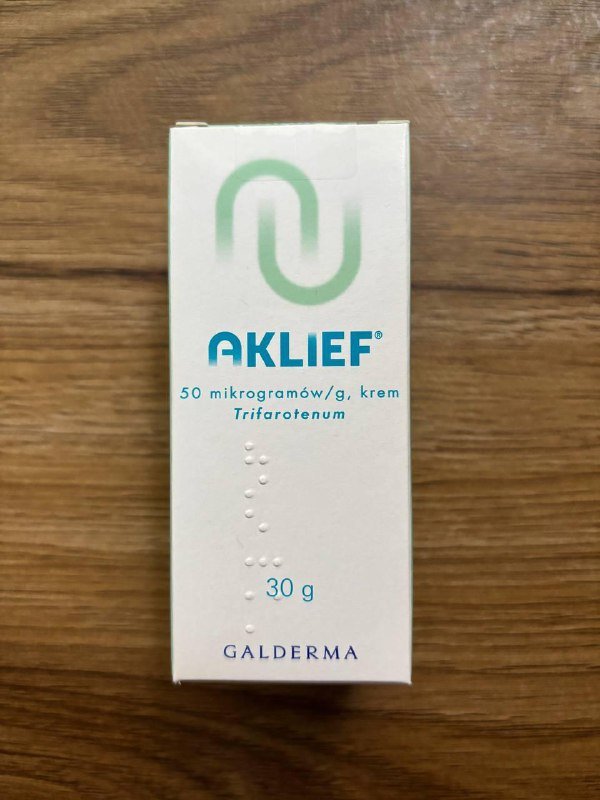 AKLIEF®
50 mikrogramów/g, krem
Trifarotenum
30 g
GALDERMA